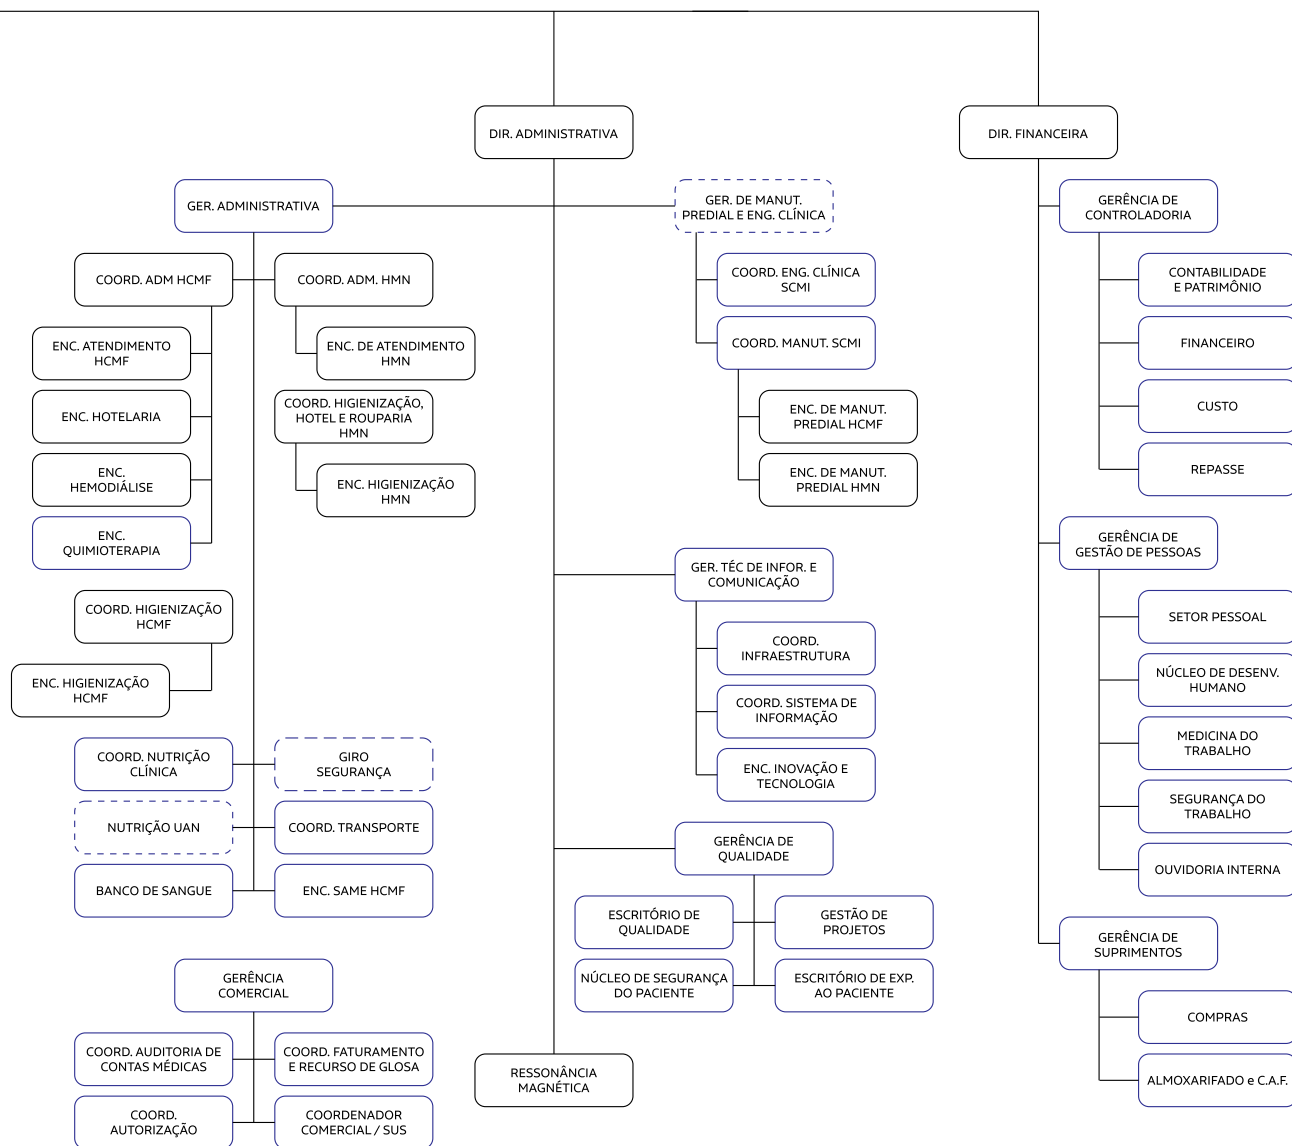 DIR. ADMINISTRATIVA
DIR. FINANCEIRA
GER. ADMINISTRATIVA
COORD. ADM HCMF
COORD. ADM. HMN
ENC. ATENDIMENTO
HCMF
ENC. DE ATENDIMENTO
HMN
ENC. HOTELARIA
COORD. HIGIENIZAÇÃO,
HOTEL E ROUPARIA
HMN
ENC.
HEMODIÁLISE
ENC. HIGIENIZAÇÃO
HMN
ENC.
QUIMIOTERAPIA
COORD. HIGIENIZAÇÃO
HCMF
ENC. HIGIENIZAÇÃO
HCMF
COORD. NUTRIÇÃO
CLÍNICA
GIRO
SEGURANÇA
NUTRIÇÃO UAN
COORD. TRANSPORTE
BANCO DE SANGUE
ENC. SAME HCMF
GERÊNCIA
COMERCIAL
COORD. AUDITORIA DE
CONTAS MÉDICAS
COORD. FATURAMENTO
E RECURSO DE GLOSA
COORD.
AUTORIZAÇÃO
COORDENADOR
COMERCIAL / SUS
GER. DE MANUT.
PREDIAL E ENG. CLÍNICA
COORD. ENG. CLÍNICA
SCMI
COORD. MANUT. SCMI
ENC. DE MANUT.
PREDIAL HCMF
ENC. DE MANUT.
PREDIAL HMN
GER. TÉC DE INFOR. E
COMUNICAÇÃO
COORD.
INFRAESTRUTURA
COORD. SISTEMA DE
INFORMAÇÃO
ENC. INOVAÇÃO E
TECNOLOGIA
GERÊNCIA DE
QUALIDADE
ESCRITÓRIO DE
QUALIDADE
GESTÃO DE
PROJETOS
NÚCLEO DE SEGURANÇA
DO PACIENTE
ESCRITÓRIO DE EXP.
AO PACIENTE
RESSONÂNCIA
MAGNÉTICA
GERÊNCIA DE
CONTROLADORIA
CONTABILIDADE
E PATRIMÔNIO
FINANCEIRO
CUSTO
REPASSE
GERÊNCIA DE
GESTÃO DE PESSOAS
SETOR PESSOAL
NÚCLEO DE DESENV.
HUMANO
MEDICINA DO
TRABALHO
SEGURANÇA DO
TRABALHO
OUVIDORIA INTERNA
GERÊNCIA DE
SUPRIMENTOS
COMPRAS
ALMOXARIFADO e C.A.F.